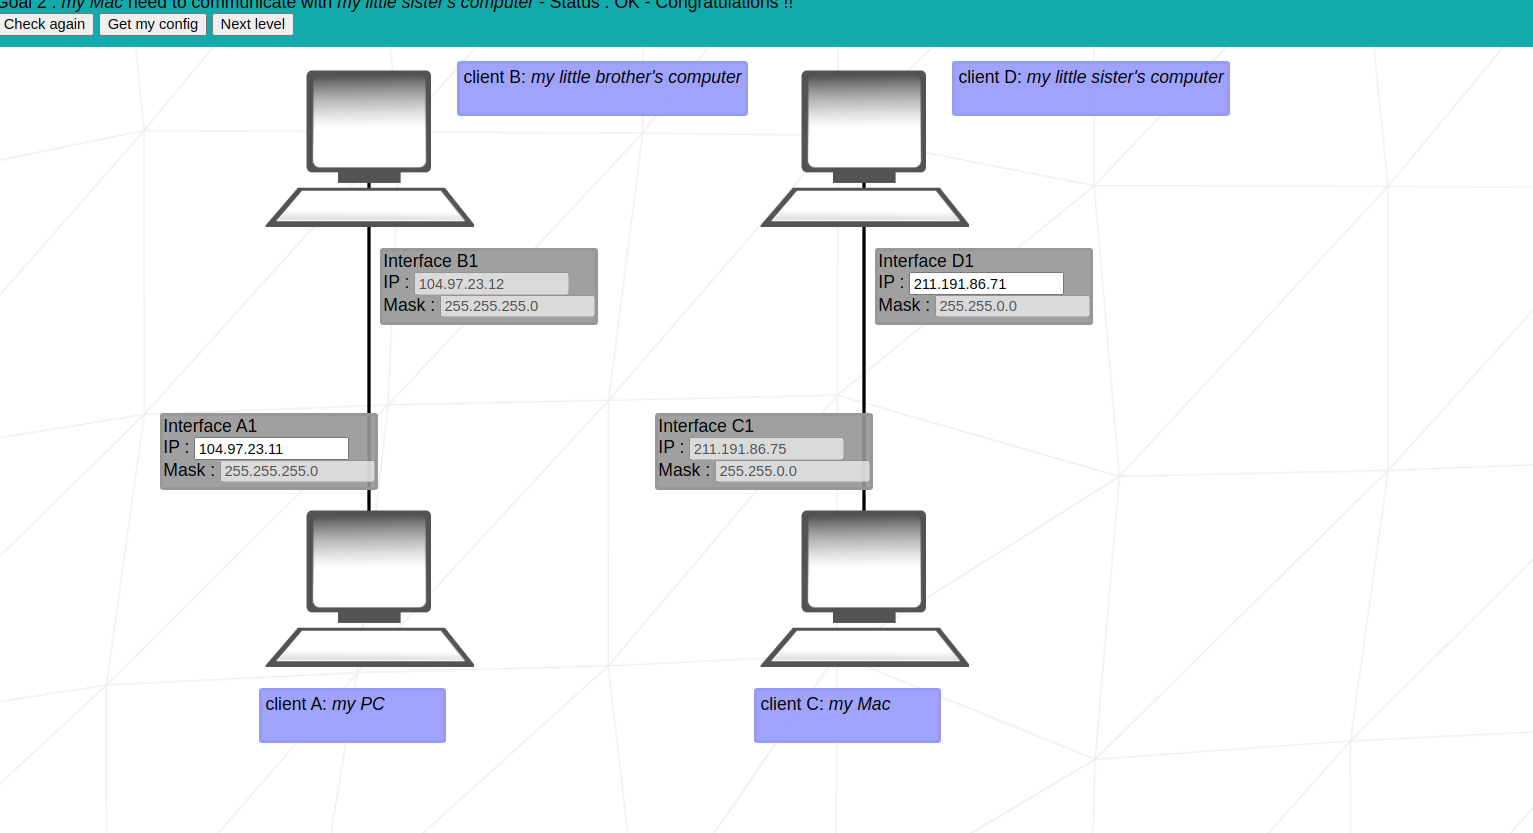 Goal 2 : my Mac need to communicate with my little sister's computer - Status : OK - Congratulations !!
Check again Get my config Next level
client B: my little brother's computer
client D: my little sister's computer
Interface B1
IP : 104.97.23.12
Mask : 255.255.255.0
Interface D1
IP : 211.191.86.71
Mask : 255.255.0.0
Interface A1
IP : 104.97.23.11
Mask : 255.255.255.0
Interface C1
IP : 211.191.86.75
Mask : 255.255.0.0
client A: my PC
client C: my Mac